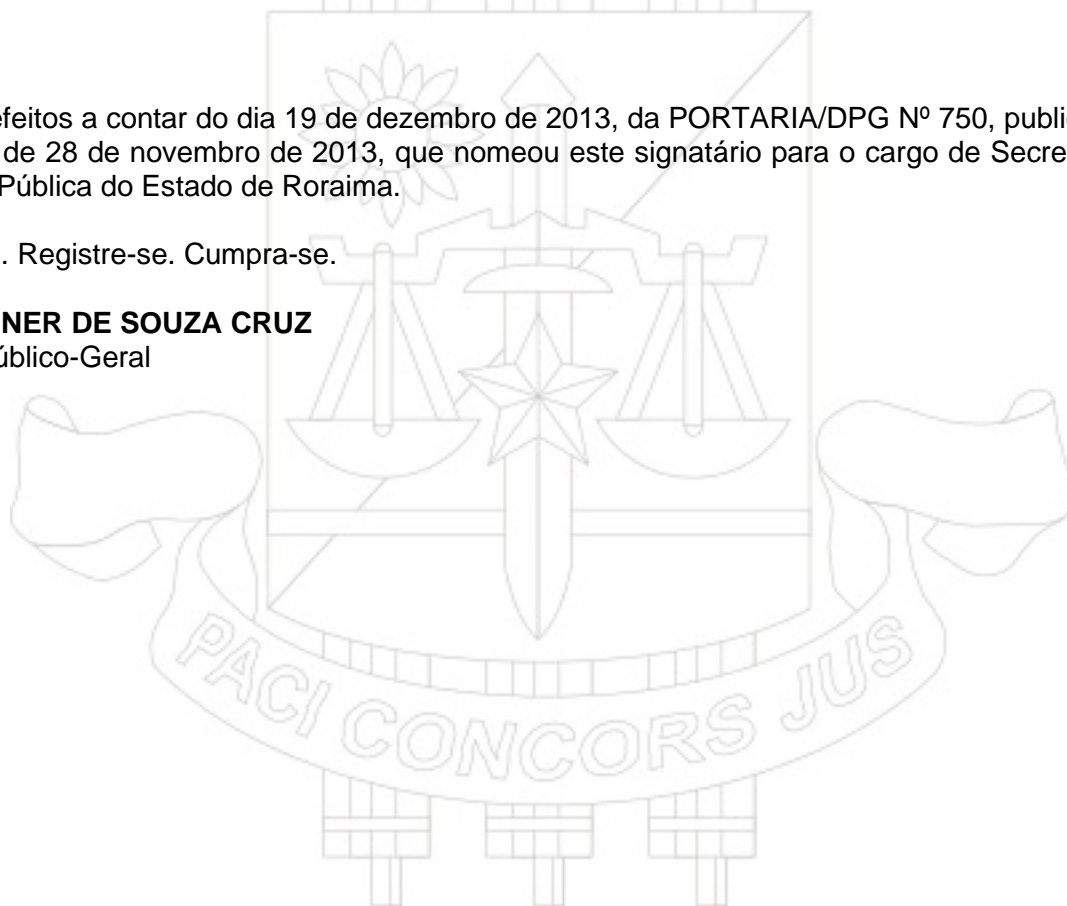 efeitos a contar do dia 19 de dezembro de 2013, da PORTARIA/DPG Nº 750, publi
de 28 de novembro de 2013, que nomeou este signatário para o cargo de Secre
Pública do Estado de Roraima.
. Registre-se. Cumpra-se.
NER DE SOUZA CRUZ
úblico-Geral
PACI CONCORS JUS